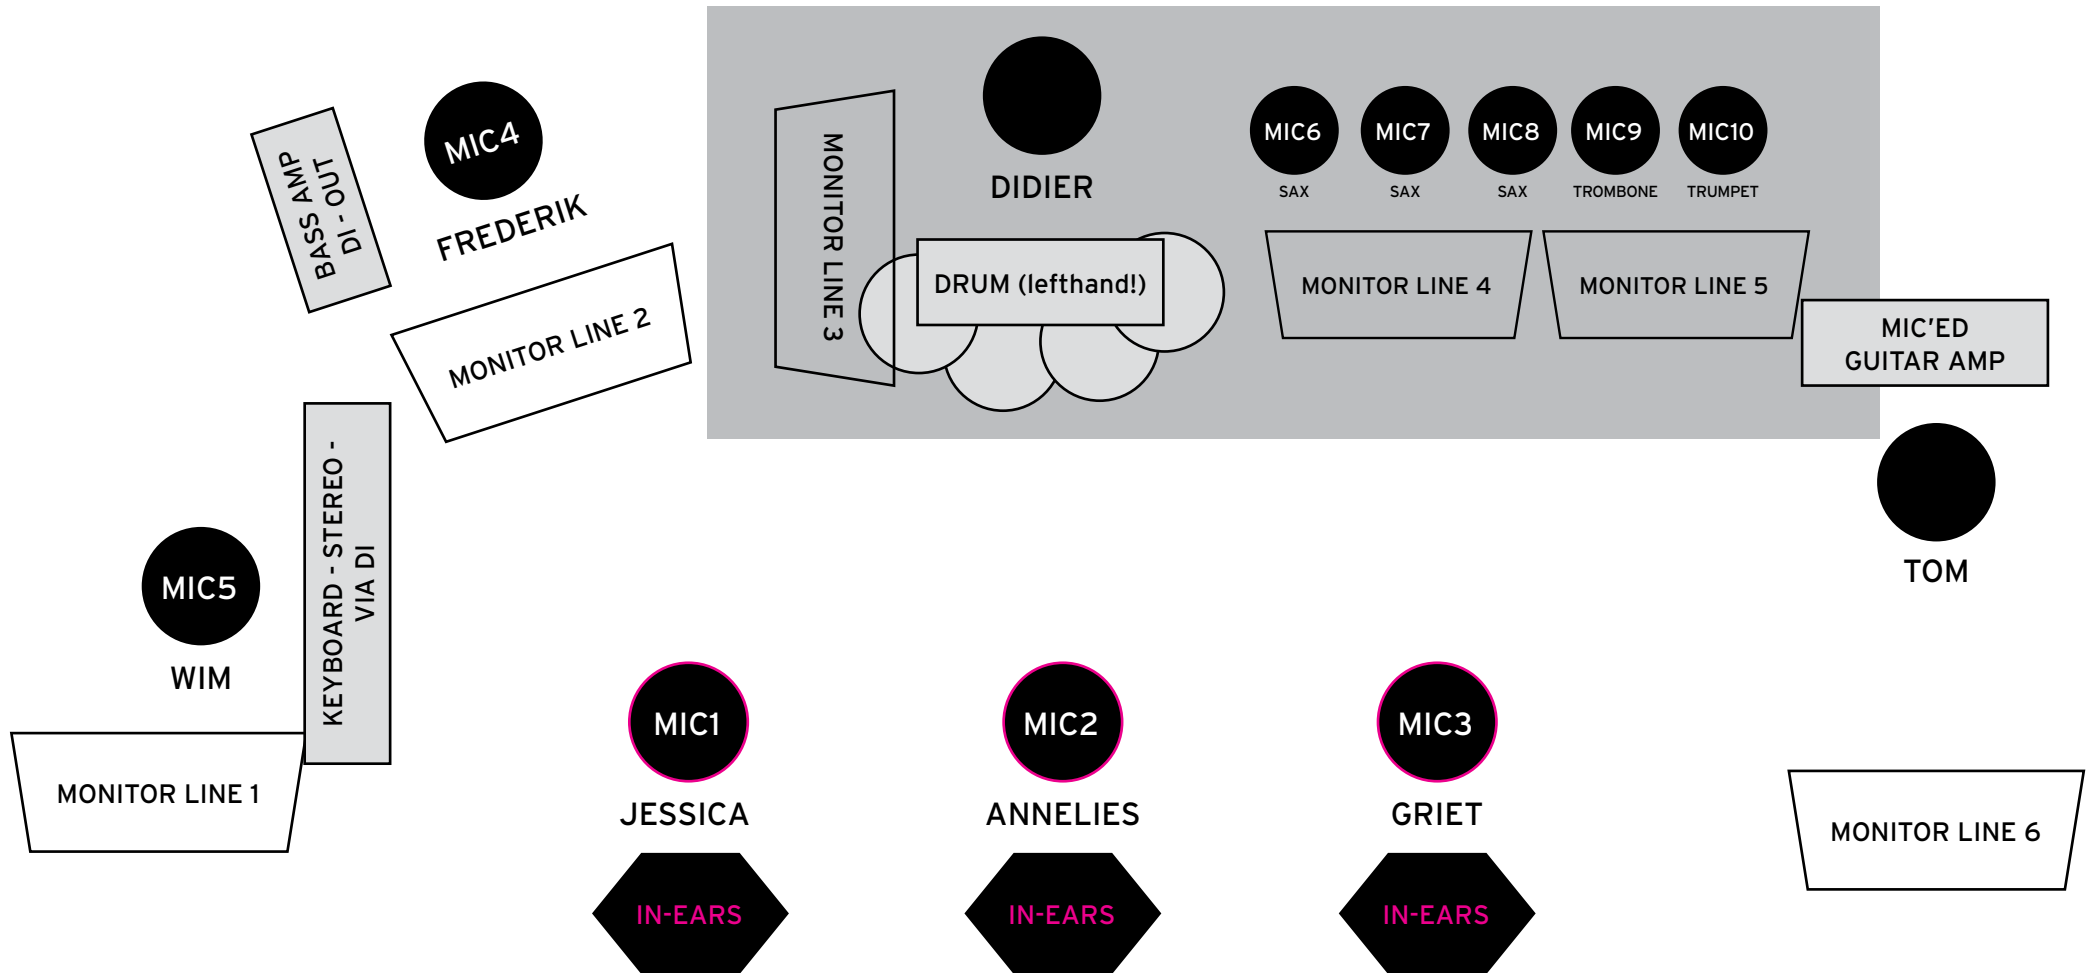 BASS AMP
DI - OUT
MIC4
FREDERIK
MONITOR LINE 2
MONITOR LINE 3
DIDIER
DRUM (lefthand!)
MIC6
MIC7
MIC8
MIC9
MIC10
SAX
SAX
SAX
TROMBONE
TRUMPET
MONITOR LINE 4
MONITOR LINE 5
MIC'ED
GUITAR AMP
TOM
KEYBOARD - STEREO -
VIA DI
MIC5
WIM
MONITOR LINE 1
MIC1
JESSICA
IN-EARS
MIC2
ANNELIES
IN-EARS
MIC3
GRIET
IN-EARS
MONITOR LINE 6